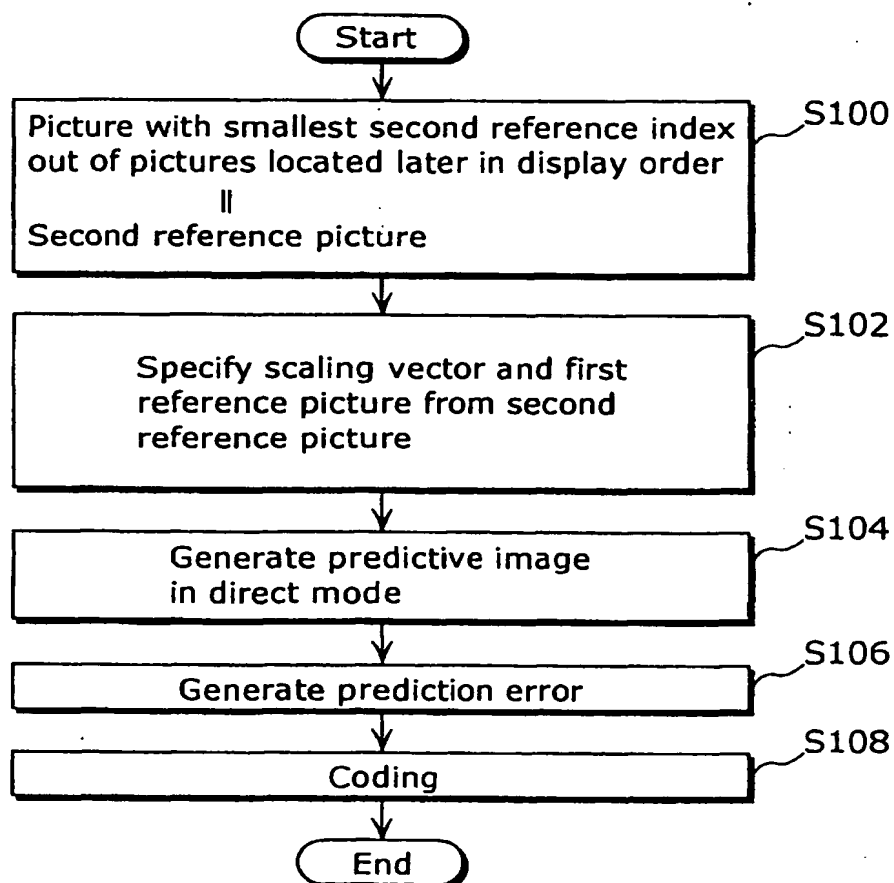 Start
S100
Picture with smallest second reference index
out of pictures located later in display order
||
Second reference picture
S102
Specify scaling vector and first
reference picture from second
reference picture
S104
Generate predictive image
in direct mode
S106
Generate prediction error
S108
Coding
End